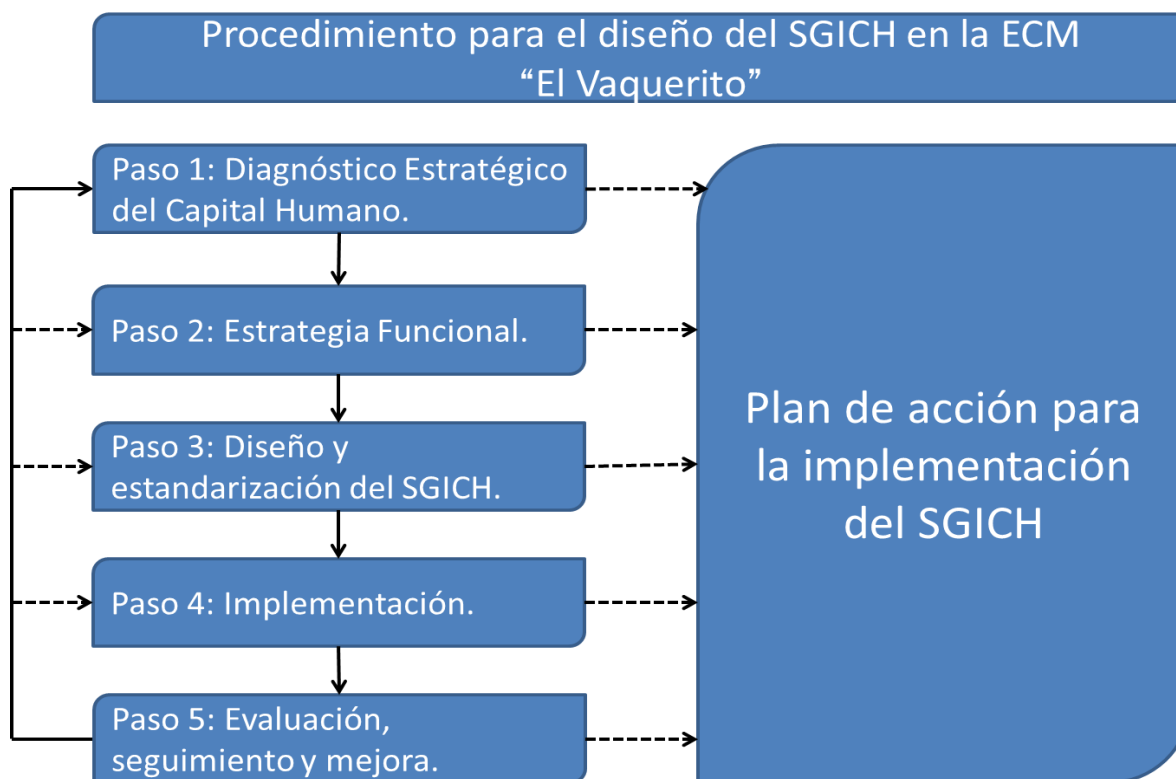 Procedimiento para el diseño del SGICH en la ECM
“El Vaquerito”
Paso 1: Diagnóstico Estratégico
del Capital Humano.
Paso 2: Estrategia Funcional.
Paso 3: Diseño y
estandarización del SGICH.
Paso 4: Implementación.
Paso 5: Evaluación,
seguimiento y mejora.
Plan de acción para
la implementación
del SGICH